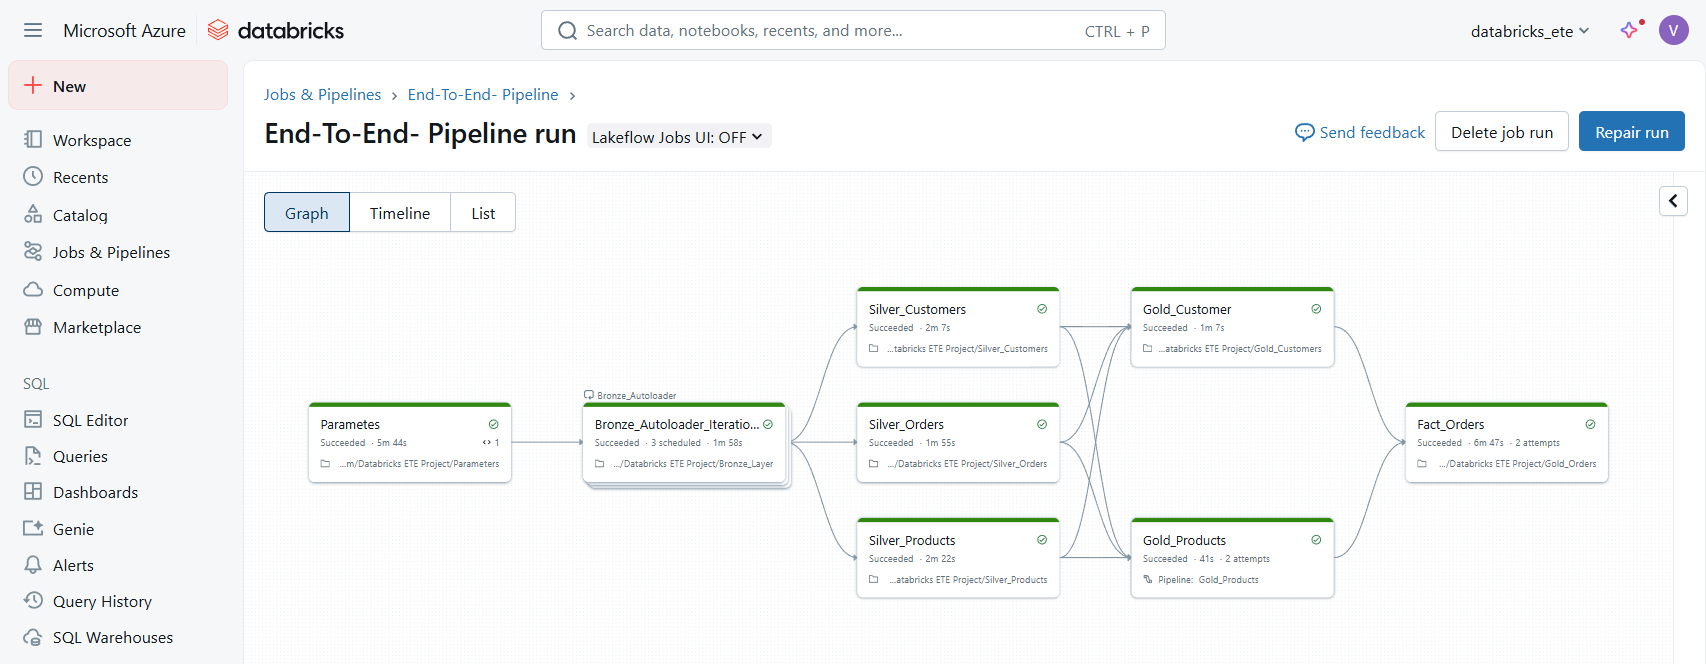 Microsoft Azure databricks
Search data, notebooks, recents, and more... CTRL + P
databricks_ete
V
New
Workspace
Recents
Catalog
Jobs & Pipelines
Compute
Marketplace
SQL
SQL Editor
Queries
Dashboards
Genie
Alerts
Query History
SQL Warehouses
Jobs & Pipelines › End-To-End- Pipeline ›
End-To-End- Pipeline run Lakeflow Jobs UI: OFF
Send feedback Delete job run Repair run
Graph Timeline List
Parametes
Succeeded · 5m 44s <> 1
...m/Databricks ETE Project/Parameters
Bronze_Autoloader
Bronze_Autoloader_Iteratio...
Succeeded · 3 scheduled · 1m 58s
.../Databricks ETE Project/Bronze_Layer
Silver_Customers
Succeeded · 2m 7s
...tabricks ETE Project/Silver_Customers
Silver_Orders
Succeeded · 1m 55s
.../Databricks ETE Project/Silver_Orders
Silver_Products
Succeeded · 2m 22s
...atabricks ETE Project/Silver_Products
Gold_Customer
Succeeded · 1m 7s
...atabricks ETE Project/Gold_Customers
Gold_Products
Succeeded · 41s · 2 attempts
Pipeline: Gold_Products
Fact_Orders
Succeeded · 6m 47s · 2 attempts
.../Databricks ETE Project/Gold_Orders